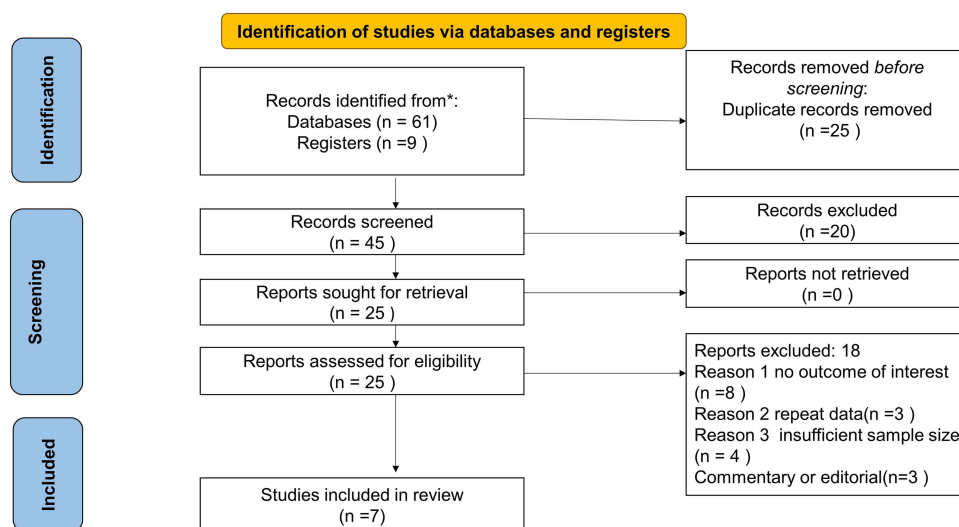 Identification of studies via databases and registers
Identification
Records identified from*:
Databases (n = 61)
Registers (n =9 )
Records removed before
screening:
Duplicate records removed
(n =25 )
Screening
Records screened
(n = 45 )
Records excluded
(n =20)
Reports sought for retrieval
(n = 25 )
Reports not retrieved
(n =0 )
Reports assessed for eligibility
(n = 25 )
Reports excluded: 18
Reason 1 no outcome of interest
(n =8 )
Reason 2 repeat data(n =3 )
Reason 3  insufficient sample size
(n = 4 )
Commentary or editorial(n=3 )
Included
Studies included in review
(n =7)